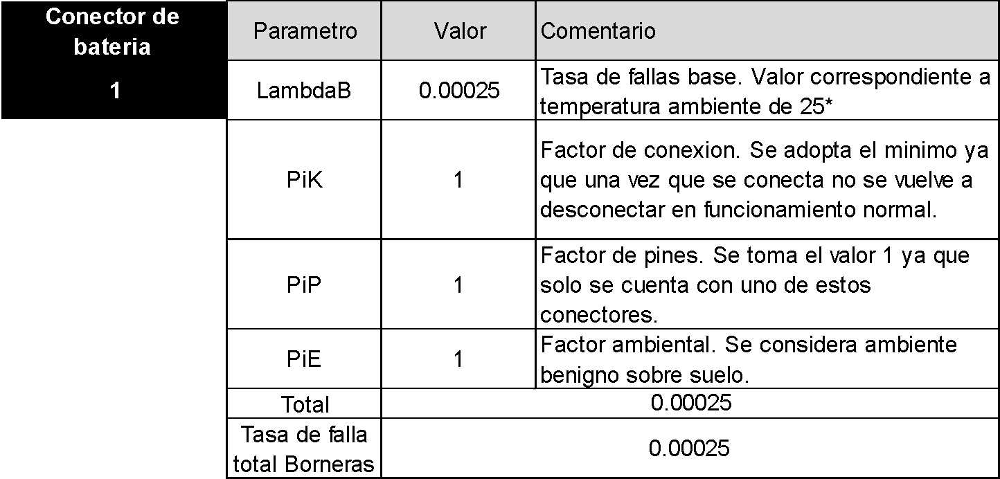 Conector de
bateria
1
Parametro
Valor
Comentario
LambdaB
0.00025
Tasa de fallas base. Valor correspondiente a
temperatura ambiente de 25*
PiK
1
Factor de conexion. Se adopta el minimo ya
que una vez que se conecta no se vuelve a
desconectar en funcionamiento normal.
PiP
1
Factor de pines. Se toma el valor 1 ya que
solo se cuenta con uno de estos
conectores.
PiE
1
Factor ambiental. Se considera ambiente
benigno sobre suelo.
Total
0.00025
Tasa de falla
total Borneras
0.00025